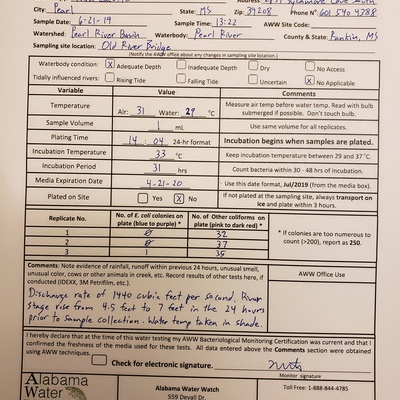 City Pearl State: MS Zip 39208 Phone N°: 601 540 4788
Sample Date: 6-21-19 Sample Time: 13:22 AWW Site Code:
Watershed: Pearl River Basin Waterbody: Pearl River County & State: Rankin, MS
Sampling site location: Old River Bridge
(Notify the AWW office about any changes in sampling site location.)
Waterbody condition: X Adequate Depth Inadequate Depth Dry No Access
Tidally influenced rivers: Rising Tide Falling Tide Uncertain X No Applicable
Variable Value Comments
Temperature Air: 31 Water: 29 °C Measure air temp before water temp. Read with bulb
submerged if possible. Don't touch bulb.
Sample Volume 1 mL Use same volume for all replicates.
Plating Time 14 : 04 24-hr format Incubation begins when samples are plated.
Incubation Temperature 33 °C Keep incubation temperature between 29 and 37 °C.
Incubation Period 31 hrs Count bacteria within 30 - 48 hrs of incubation.
Media Expiration Date 4-21-20 Use this date format, Jul/2019 (from the media box).
Plated on Site Yes X No If not plated at the sampling site, always transport on
ice and plate within 3 hours.
Replicate No. No. of E. coli colonies on plate (blue to purple) * No. of Other coliforms on plate (pink to dark red) *
1 0 32
2 0 37
3 1 35
* If colonies are too numerous to
count (>200), report as 250.
Comments: Note evidence of rainfall, runoff within previous 24 hours, unusual smell,
unusual color, cows or other animals in creek, etc. Record results of other tests here, if
conducted (IDEXX, 3M Petrifilm, etc.)
AWW Office Use
Discharge rate of 1440 cubic feet per second. River
stage rise from 4.5 feet to 7 feet in the 24 hours
prior to sample collection. Water temp taken in shade.
I hereby declare that at the time of this water testing my AWW Bacteriological Monitoring Certification was current and that I
confirmed the freshness of the media used for these tests. All data entered above the Comments section were obtained
using AWW techniques.
Check for electronic signature.
Monitor signature
Alabama
Water
Alabama Water Watch
559 Devall Dr.
Toll Free: 1-888-844-4785